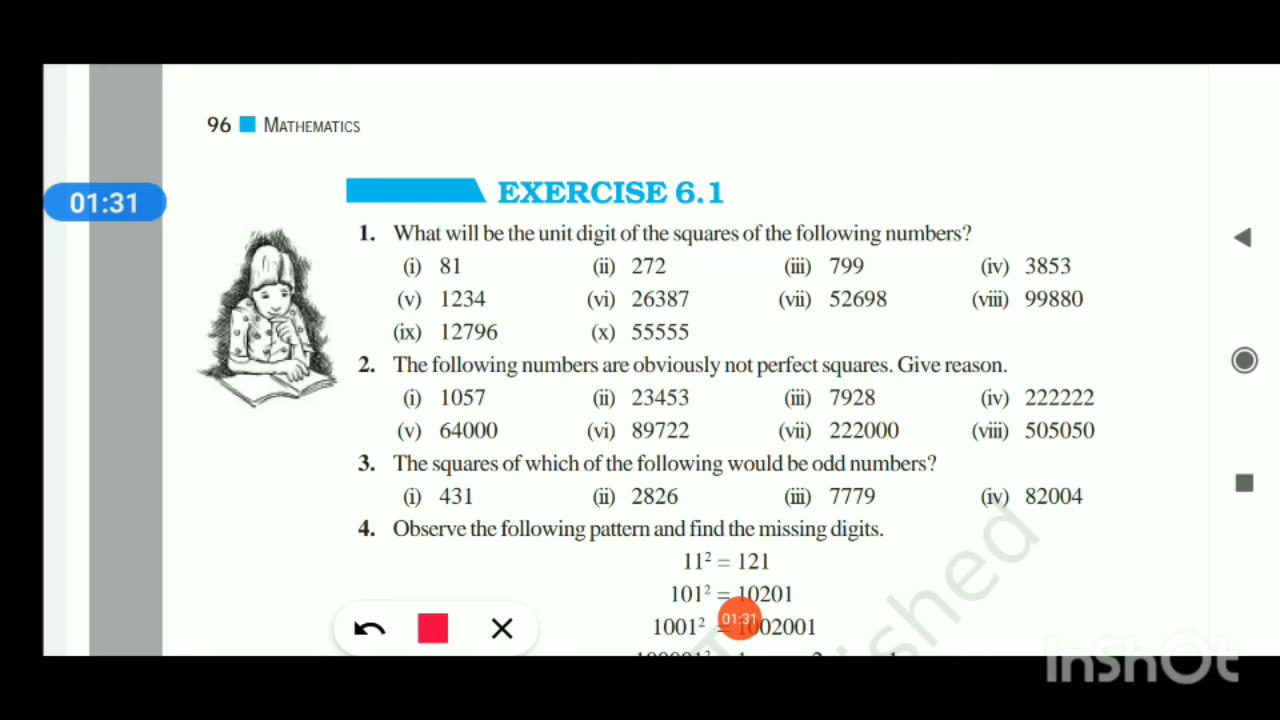 96 MATHEMATICS
01:31
EXERCISE 6.1
1. What will be the unit digit of the squares of the following numbers?
(i) 81 (ii) 272 (iii) 799 (iv) 3853
(v) 1234 (vi) 26387 (vii) 52698 (viii) 99880
(ix) 12796 (x) 55555
2. The following numbers are obviously not perfect squares. Give reason.
(i) 1057 (ii) 23453 (iii) 7928 (iv) 222222
(v) 64000 (vi) 89722 (vii) 222000 (viii) 505050
3. The squares of which of the following would be odd numbers?
(i) 431 (ii) 2826 (iii) 7779 (iv) 82004
4. Observe the following pattern and find the missing digits.
11² = 121
101² = 10201
01:31
1001² = 1002001
InShOt